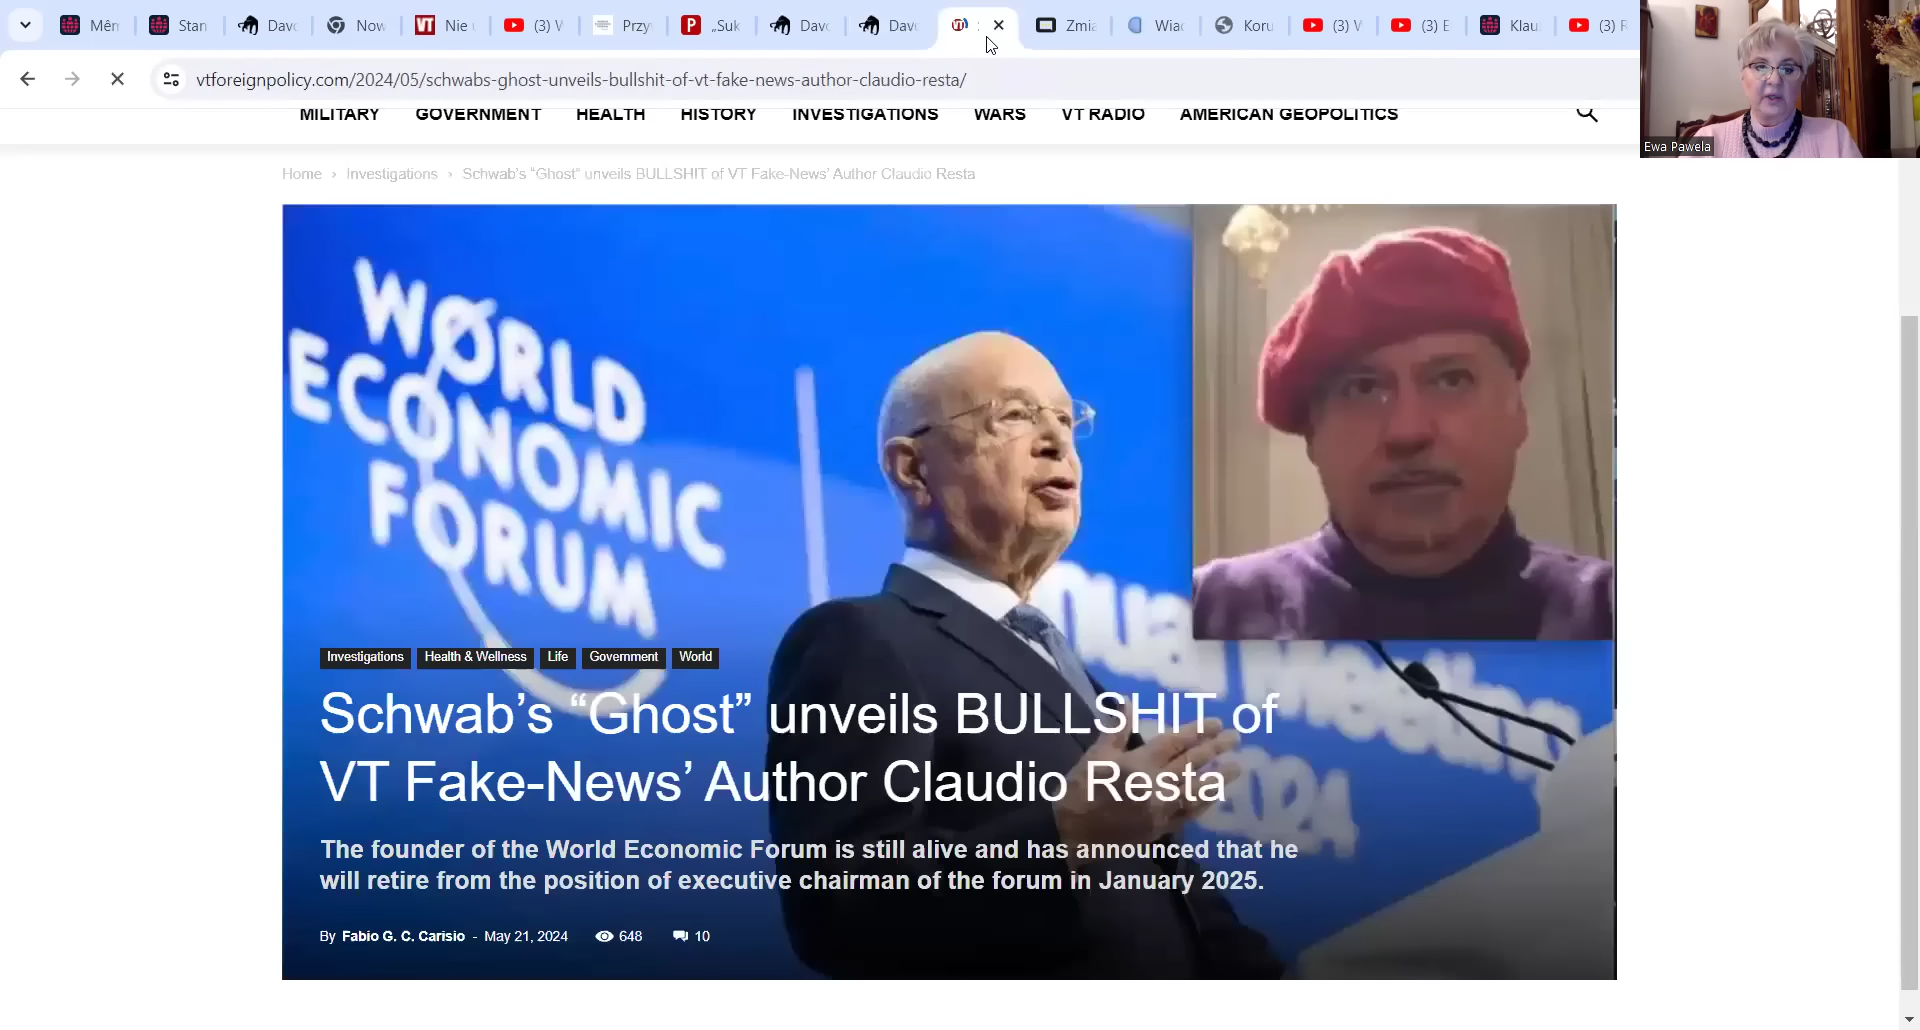 Mêm
Stan
Davo
Now
Nie
(3) V
Przy
„Suk
Davc
Dave
Zmia
Wiac
Koru
(3) V
(3) E
Klau
(3) R
vtforeignpolicy.com/2024/05/schwabs-ghost-unveils-bullshit-of-vt-fake-news-author-claudio-resta/
Ewa Pawela
MILITARY GOVERNMENT HEALTH HISTORY INVESTIGATIONS WARS VT RADIO AMERICAN GEOPOLITICS
Home › Investigations › Schwab’s “Ghost” unveils BULLSHIT of VT Fake-News’ Author Claudio Resta
WORLD
ECONOMIC
FORUM
Investigations Health & Wellness Life Government World
Schwab’s “Ghost” unveils BULLSHIT of
VT Fake-News’ Author Claudio Resta
The founder of the World Economic Forum is still alive and has announced that he
will retire from the position of executive chairman of the forum in January 2025.
By Fabio G. C. Carisio - May 21, 2024 648 10